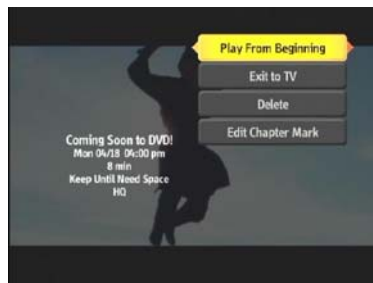 Play From Beginning
Exit to TV
Delete
Edit Chapter Mark
Coming Soon to DVD!
Mon 04/18 04:00 pm
8 min
Keep Until Need Space
HQ